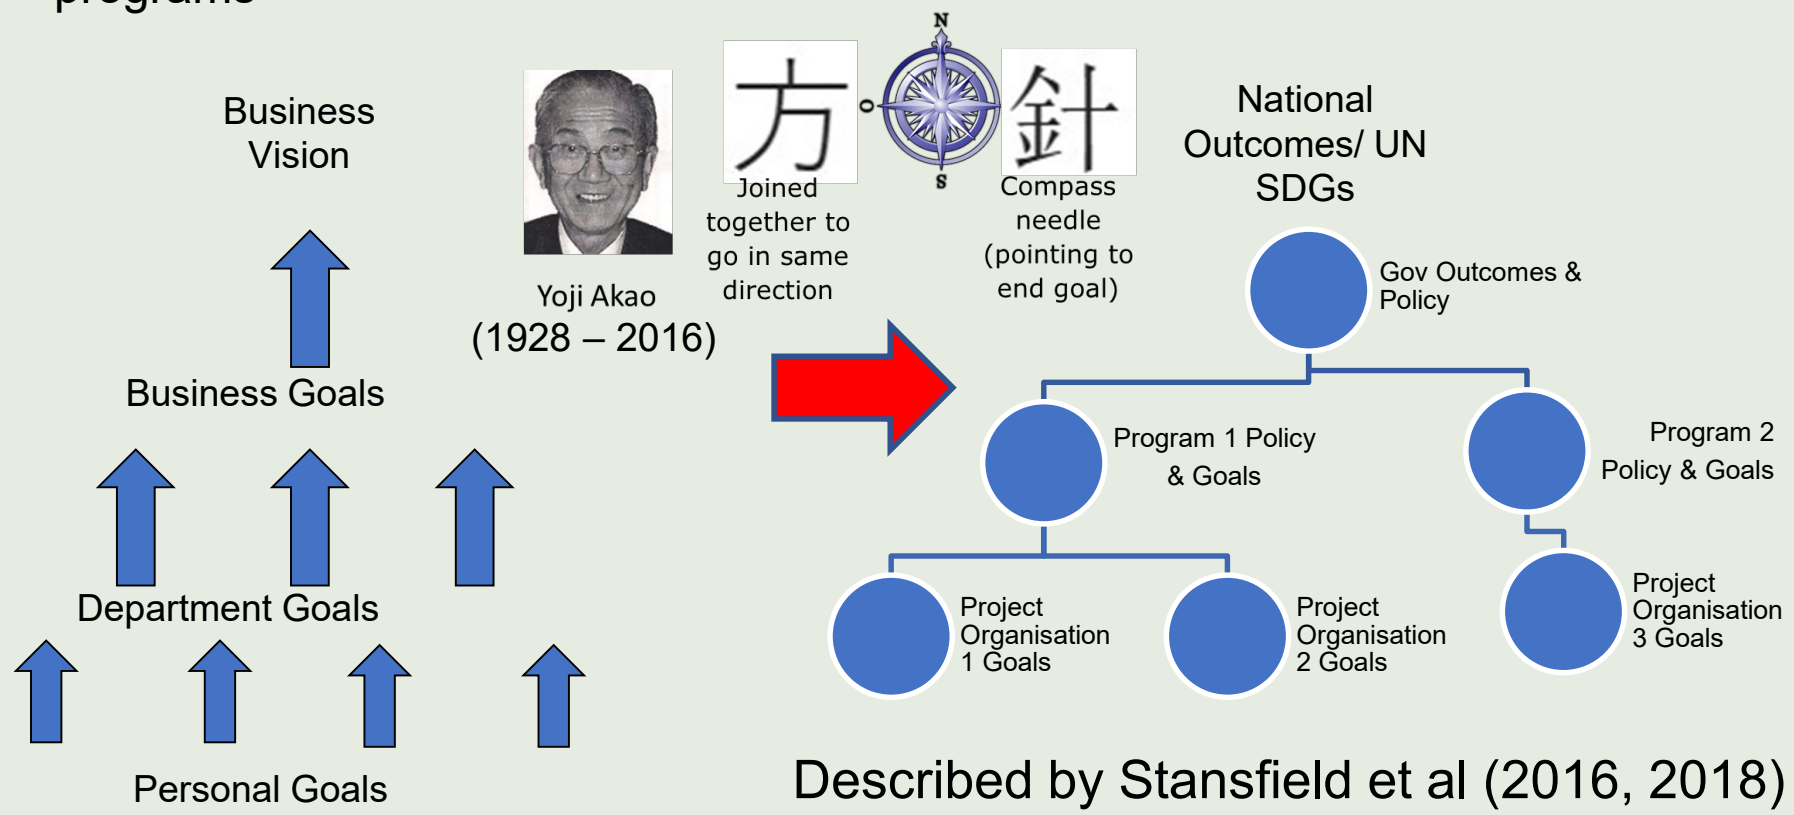 programs
Business
Vision
Business Goals
Department Goals
Personal Goals
Yoji Akao
(1928 – 2016)
方
Joined
together to
go in same
direction
N
O
S
針
Compass
needle
(pointing to
end goal)
National
Outcomes/ UN
SDGs
Gov Outcomes &
Policy
Program 1 Policy
& Goals
Program 2
Policy & Goals
Project
Organisation
1 Goals
Project
Organisation
2 Goals
Project
Organisation
3 Goals
Described by Stansfield et al (2016, 2018)